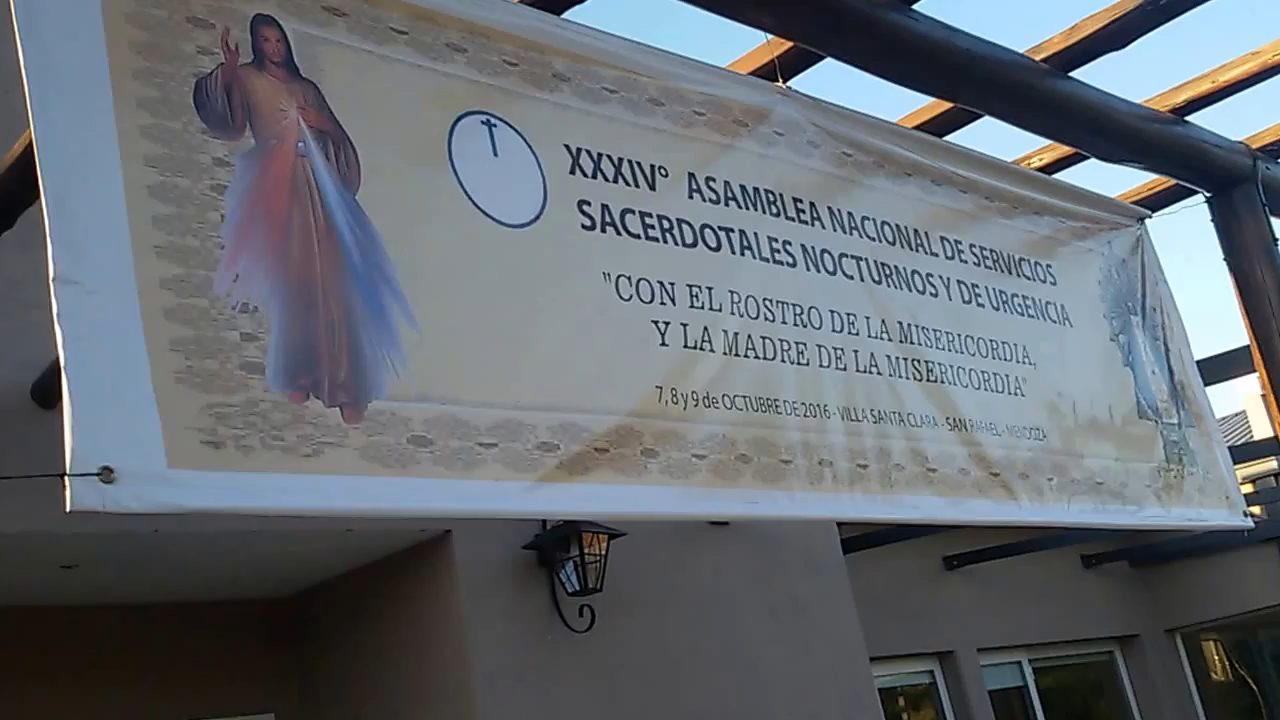 XXXIVº ASAMBLEA NACIONAL DE SERVICIOS
SACERDOTALES NOCTURNOS Y DE URGENCIA
"CON EL ROSTRO DE LA MISERICORDIA,
Y LA MADRE DE LA MISERICORDIA"
7, 8 y 9 de OCTUBRE DE 2016 - VILLA SANTA CLARA - SAN RAFAEL - MENDOZA